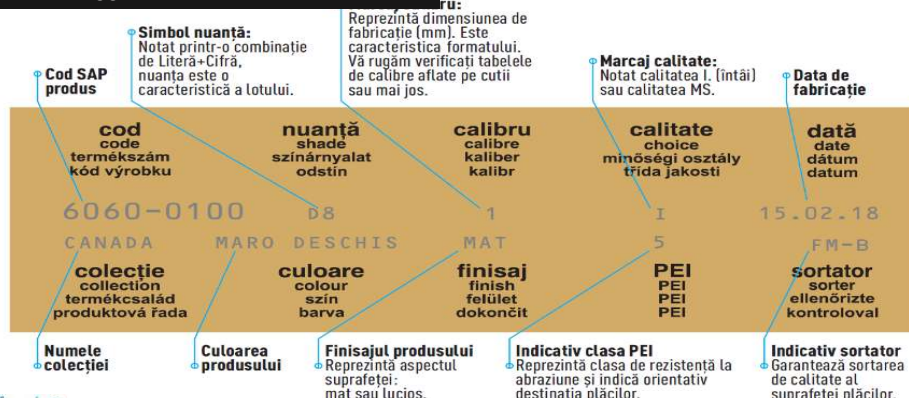 Simbol nuanță:
Notat printr-o combinație
de Literă+Cifră,
nuanța este o
caracteristică a lotului.
Reprezintă dimensiunea de
fabricație (mm). Este
caracteristica formatului.
Vă rugăm verificați tabelele
de calibre aflate pe cutii
sau mai jos.
Cod SAP
produs
Marcaj calitate:
Notat calitatea I. (întâi)
sau calitatea MS.
Data de
fabricație
cod nuanță calibru calitate dată
code shade calibre choice date
termékszám színárnyalat kaliber minőségi osztály dátum
kód výrobku odstín kalibr třída jakosti datum
6060-0100 D8 1 I 15.02.18
CANADA MARO DESCHIS MAT 5 FM-B
colecție culoare finisaj PEI sortator
collection colour finish PEI sorter
termékcsalád szín felület PEI ellenőrizte
produktová řada barva dokončit PEI kontroloval
Numele
colecției
Culoarea
produsului
Finisajul produsului
Reprezintă aspectul
suprafeței:
mat sau lucios.
Indicativ clasa PEI
Reprezintă clasa de rezistență la
abraziune și indică orientativ
destinația plăcilor.
Indicativ sortator
Garantează sortarea
de calitate al
suprafeței plăcilor.